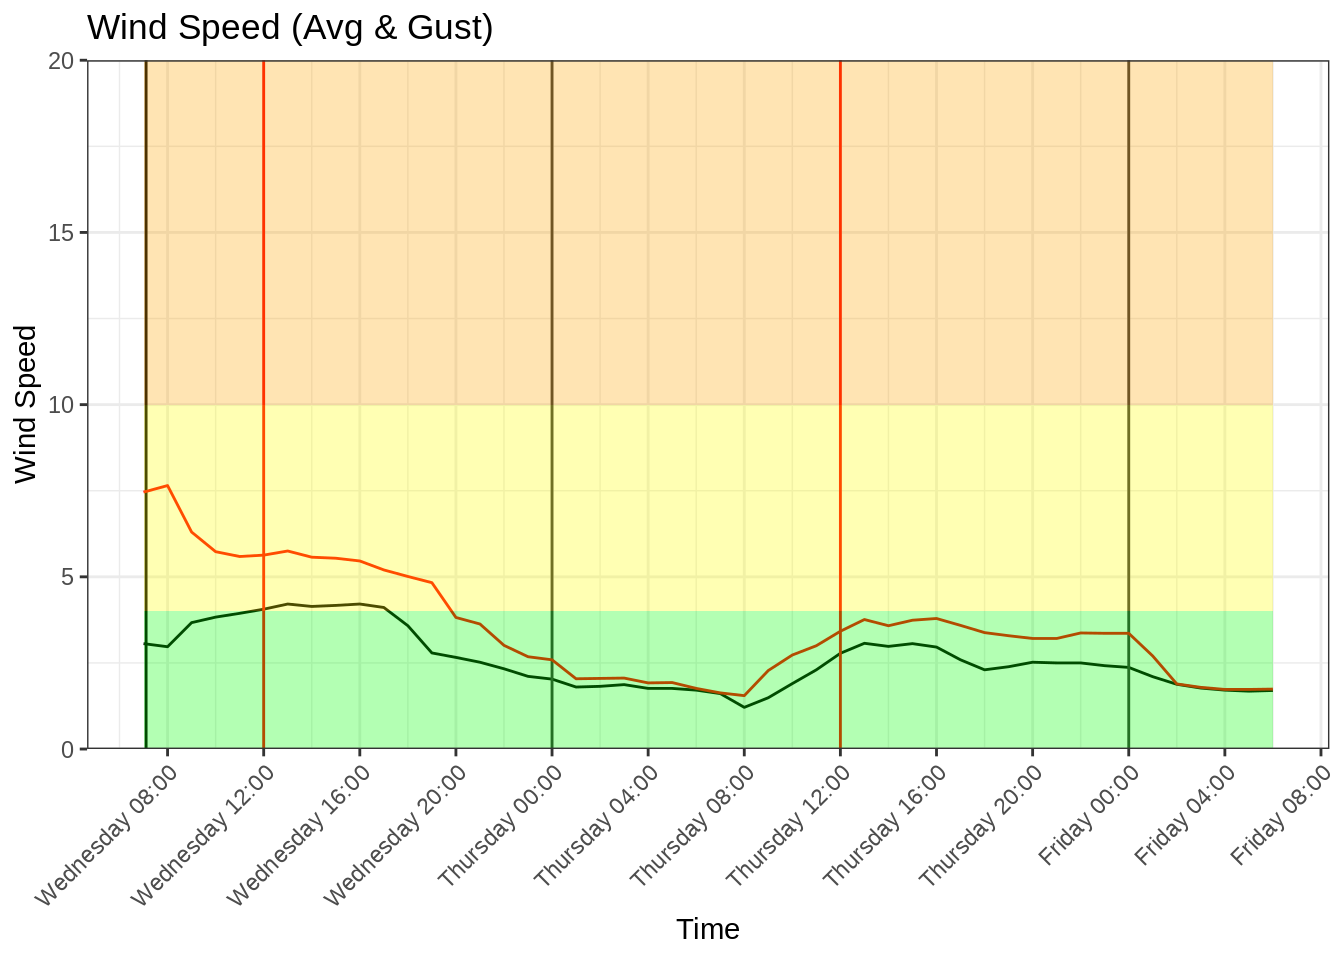 Wind Speed (Avg & Gust)
20
15
10
5
0
Wind Speed
Wednesday 08:00
Wednesday 12:00
Wednesday 16:00
Wednesday 20:00
Thursday 00:00
Thursday 04:00
Thursday 08:00
Thursday 12:00
Thursday 16:00
Thursday 20:00
Friday 00:00
Friday 04:00
Friday 08:00
Time